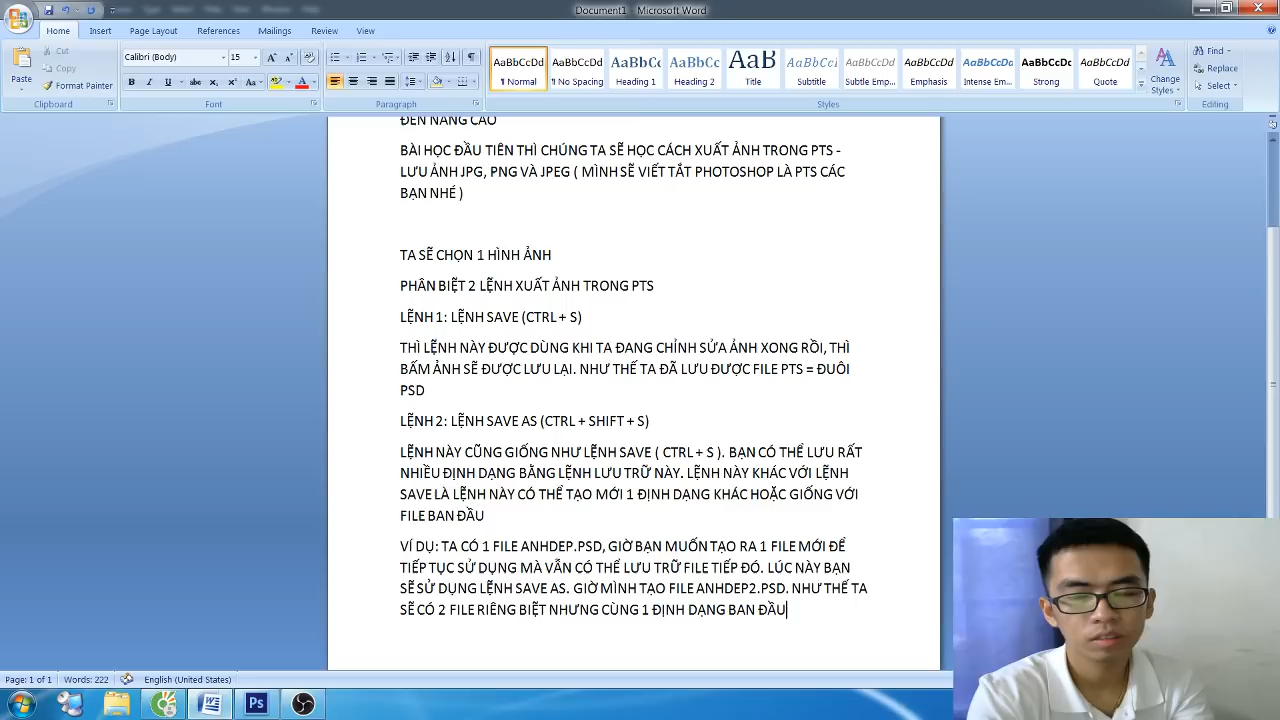 Document1 - Microsoft Word
Home Insert Page Layout References Mailings Review View
Paste
Cut
Copy
Format Painter
Clipboard
Calibri (Body) 15
Font
Paragraph
AaBbCcDd AaBbCcDd AaBbCc AaBbCc AaB AaBbCcl AaBbCcDd AaBbCcDd AaBbCcDd AaBbCcDd AaBbCcDd
¶ Normal ¶ No Spacing Heading 1 Heading 2 Title Subtitle Subtle Emp... Emphasis Intense Em... Strong Quote
Change Styles
Styles
Find
Replace
Select
Editing
ĐẾN NÂNG CAO
BÀI HỌC ĐẦU TIÊN THÌ CHÚNG TA SẼ HỌC CÁCH XUẤT ẢNH TRONG PTS -
LƯU ẢNH JPG, PNG VÀ JPEG ( MÌNH SẼ VIẾT TẮT PHOTOSHOP LÀ PTS CÁC
BẠN NHÉ )
TA SẼ CHỌN 1 HÌNH ẢNH
PHÂN BIỆT 2 LỆNH XUẤT ẢNH TRONG PTS
LỆNH 1: LỆNH SAVE (CTRL + S)
THÌ LỆNH NÀY ĐƯỢC DÙNG KHI TA ĐANG CHỈNH SỬA ẢNH XONG RỒI, THÌ
BẤM ẢNH SẼ ĐƯỢC LƯU LẠI. NHƯ THẾ TA ĐÃ LƯU ĐƯỢC FILE PTS = ĐUÔI
PSD
LỆNH 2: LỆNH SAVE AS (CTRL + SHIFT + S)
LỆNH NÀY CŨNG GIỐNG NHƯ LỆNH SAVE ( CTRL + S ). BẠN CÓ THỂ LƯU RẤT
NHIỀU ĐỊNH DẠNG BẰNG LỆNH LƯU TRỮ NÀY. LỆNH NÀY KHÁC VỚI LỆNH
SAVE LÀ LỆNH NÀY CÓ THỂ TẠO MỚI 1 ĐỊNH DẠNG KHÁC HOẶC GIỐNG VỚI
FILE BAN ĐẦU
VÍ DỤ: TA CÓ 1 FILE ANHDEP.PSD, GIỜ BẠN MUỐN TẠO RA 1 FILE MỚI ĐỂ
TIẾP TỤC SỬ DỤNG MÀ VẪN CÓ THỂ LƯU TRỮ FILE TIẾP ĐÓ. LÚC NÀY BẠN
SẼ SỬ DỤNG LỆNH SAVE AS. GIỜ MÌNH TẠO FILE ANHDEP2.PSD. NHƯ THẾ TA
SẼ CÓ 2 FILE RIÊNG BIỆT NHƯNG CÙNG 1 ĐỊNH DẠNG BAN ĐẦU
Page: 1 of 1 Words: 222 English (United States)
Ps